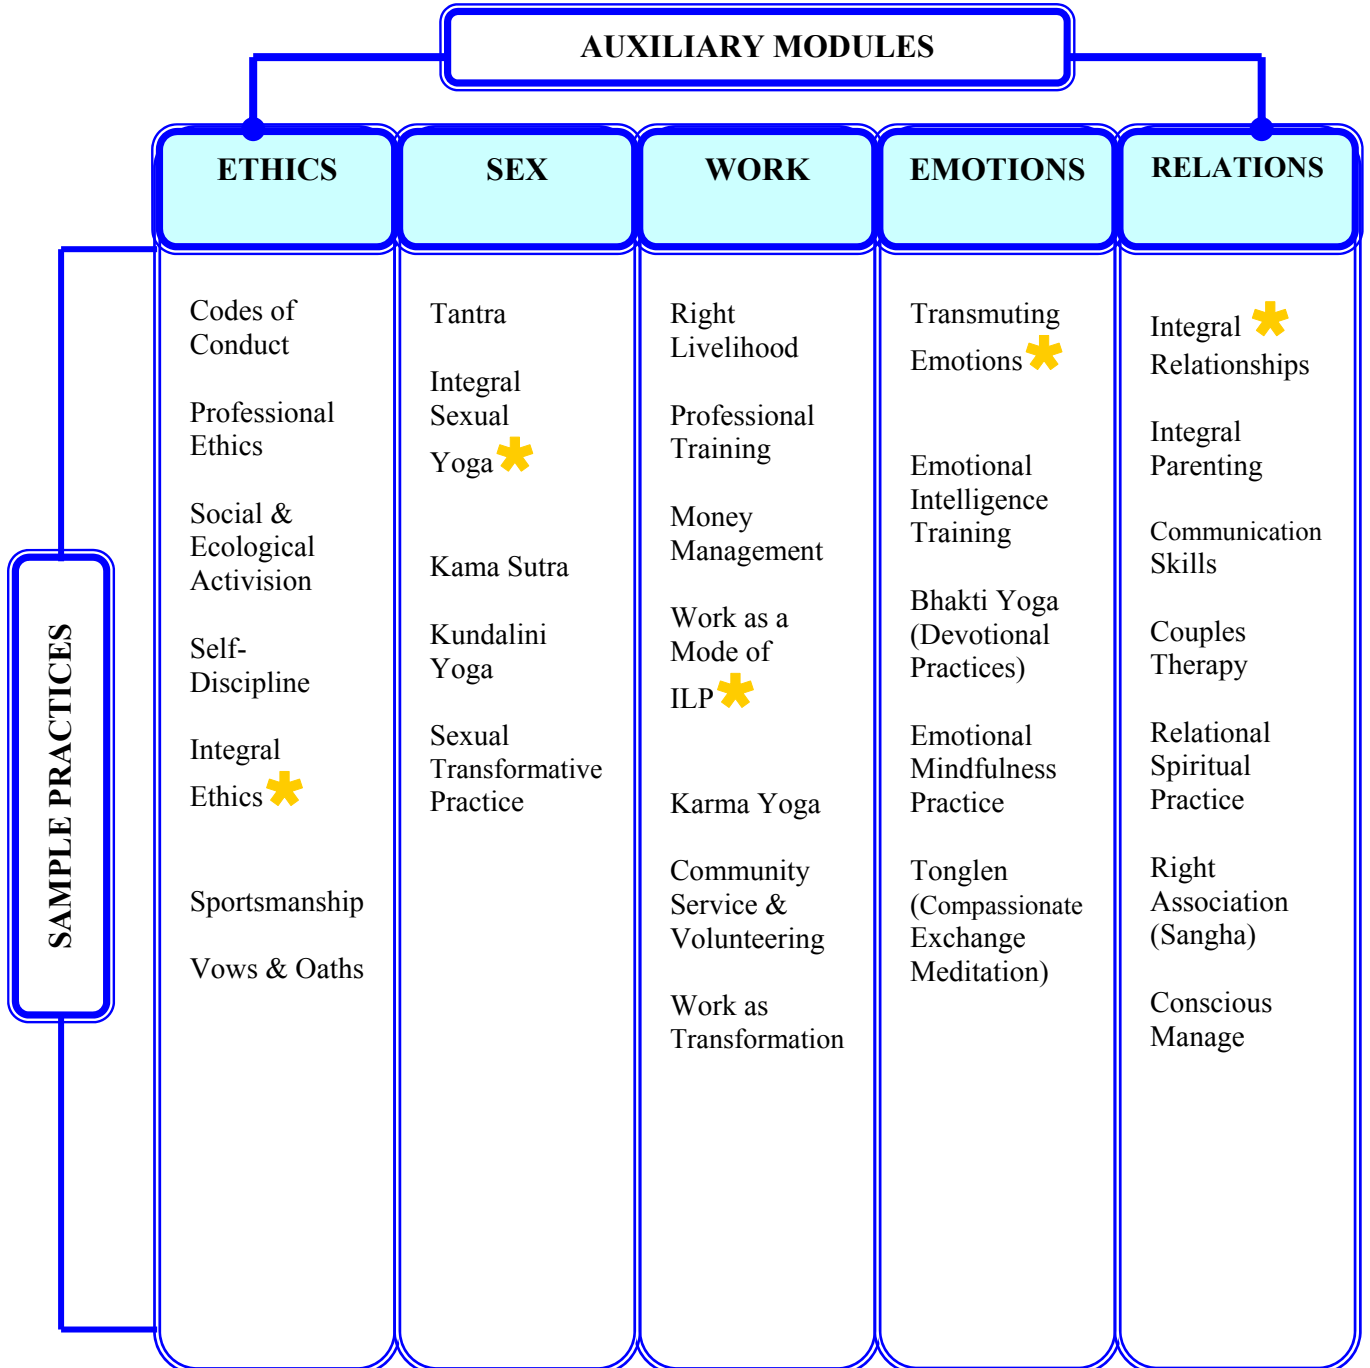 AUXILIARY MODULES
ETHICS
SEX
WORK
EMOTIONS
RELATIONS
SAMPLE PRACTICES
Codes of
Conduct
Professional
Ethics
Social &
Ecological
Activision
Self-
Discipline
Integral
Ethics
Sportsmanship
Vows & Oaths
Tantra
Integral
Sexual
Yoga
Kama Sutra
Kundalini
Yoga
Sexual
Transformative
Practice
Right
Livelihood
Professional
Training
Money
Management
Work as a
Mode of
ILP
Karma Yoga
Community
Service &
Volunteering
Work as
Transformation
Transmuting
Emotions
Emotional
Intelligence
Training
Bhakti Yoga
(Devotional
Practices)
Emotional
Mindfulness
Practice
Tonglen
(Compassionate
Exchange
Meditation)
Integral
Relationships
Integral
Parenting
Communication
Skills
Couples
Therapy
Relational
Spiritual
Practice
Right
Association
(Sangha)
Conscious
Manage